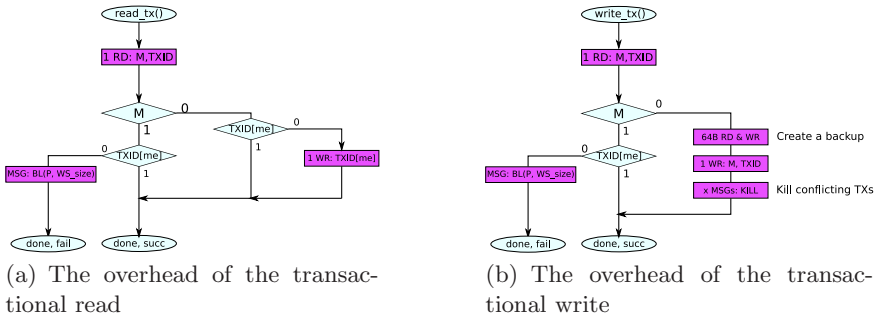 read_tx()
1 RD: M,TXID
M
0
1
TXID[me]
0
1
1 WR: TXID[me]
0
TXID[me]
1
MSG: BL(P, WS_size)
done, fail
done, succ
(a) The overhead of the transac-
tional read
write_tx()
1 RD: M,TXID
M
0
1
64B RD & WR
Create a backup
0
TXID[me]
1
1 WR: M, TXID
MSG: BL(P, WS_size)
x MSGs: KILL
Kill conflicting TXs
done, fail
done, succ
(b) The overhead of the transac-
tional write